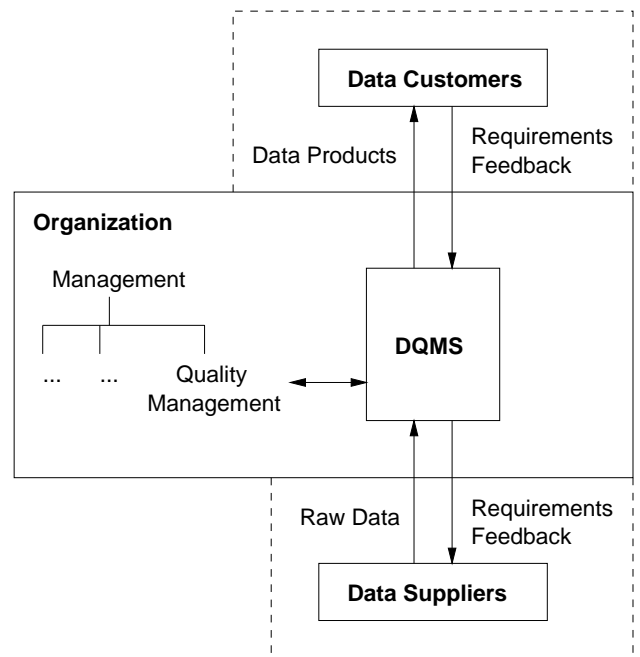 Data Customers
Data Products
Requirements
Feedback
Organization
Management
... ... Quality
Management
DQMS
Raw Data
Requirements
Feedback
Data Suppliers